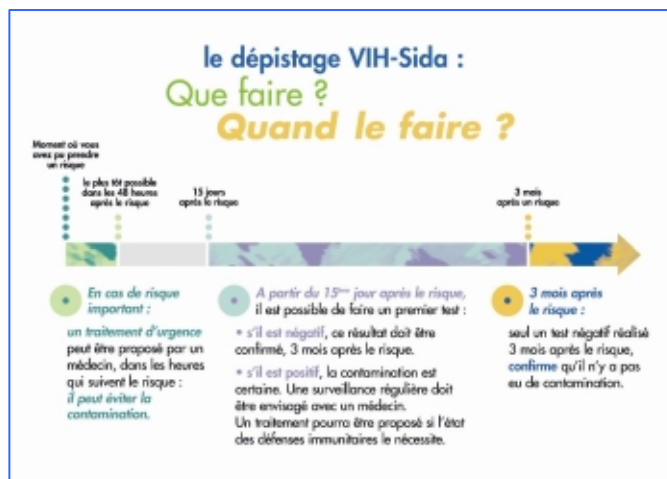 le dépistage VIH-Sida :
Que faire ?
Quand le faire ?
Moment où vous
avez pu prendre
un risque
le plus tôt possible
dans les 48 heures
après le risque
15 jours
après le risque
3 mois
après un risque
En cas de risque
important :
un traitement d'urgence
peut être proposé par un
médecin, dans les heures
qui suivent le risque :
il peut éviter la
contamination.
A partir du 15ème jour après le risque,
il est possible de faire un premier test :
• s'il est négatif, ce résultat doit être
confirmé, 3 mois après le risque.
• s'il est positif, la contamination est
certaine. Une surveillance régulière doit
être envisagé avec un médecin.
Un traitement pourra être proposé si l'état
des défenses immunitaires le nécessite.
3 mois après
le risque :
seul un test négatif réalisé
3 mois après le risque,
confirme qu'il n'y a pas
eu de contamination.